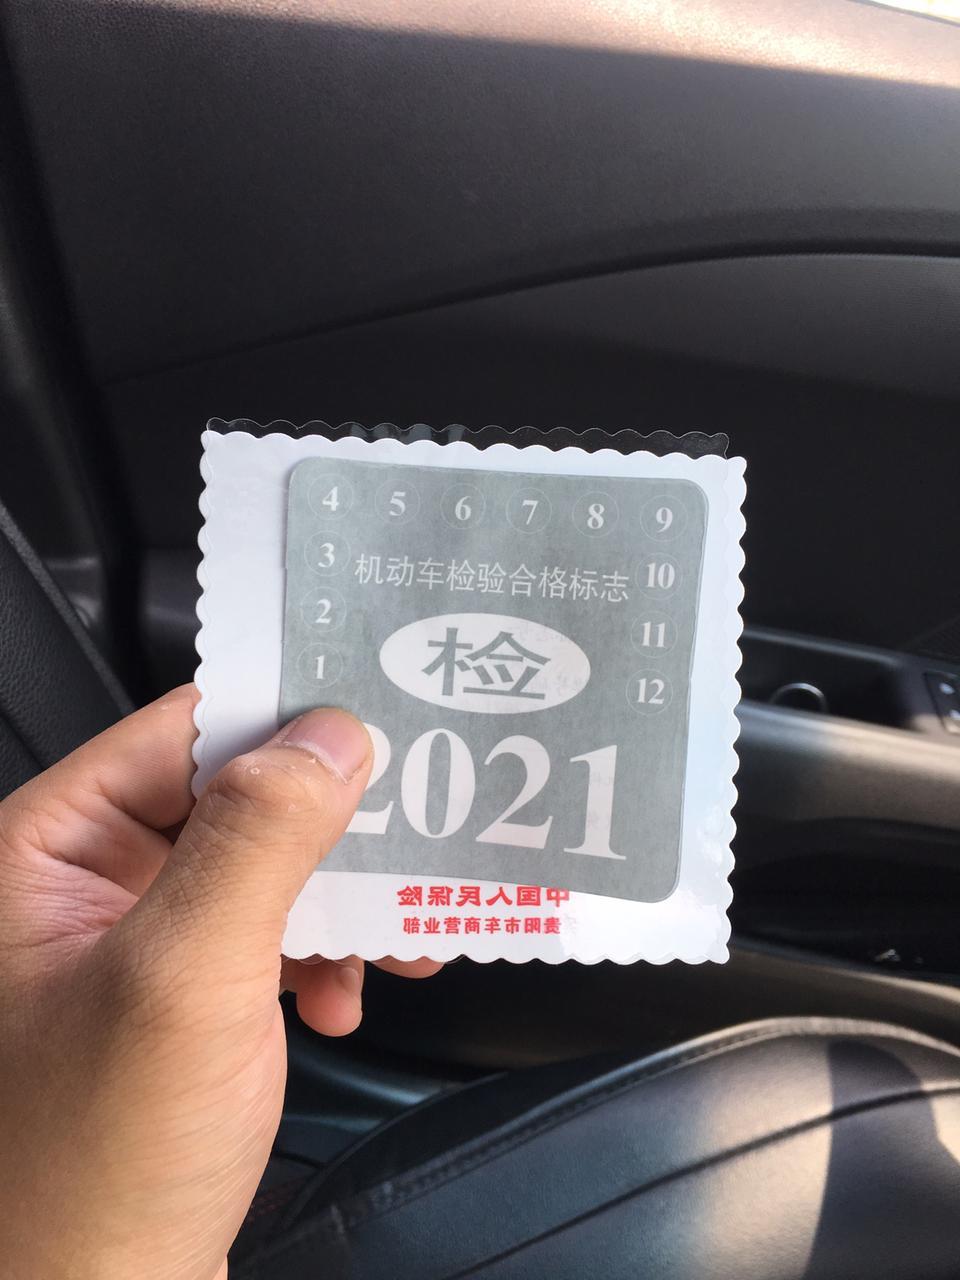 4 5 6 7 8 9
3 机动车检验合格标志 10
2 检 11
1 12
2021
中国人民保险
贵阳市车商营业部